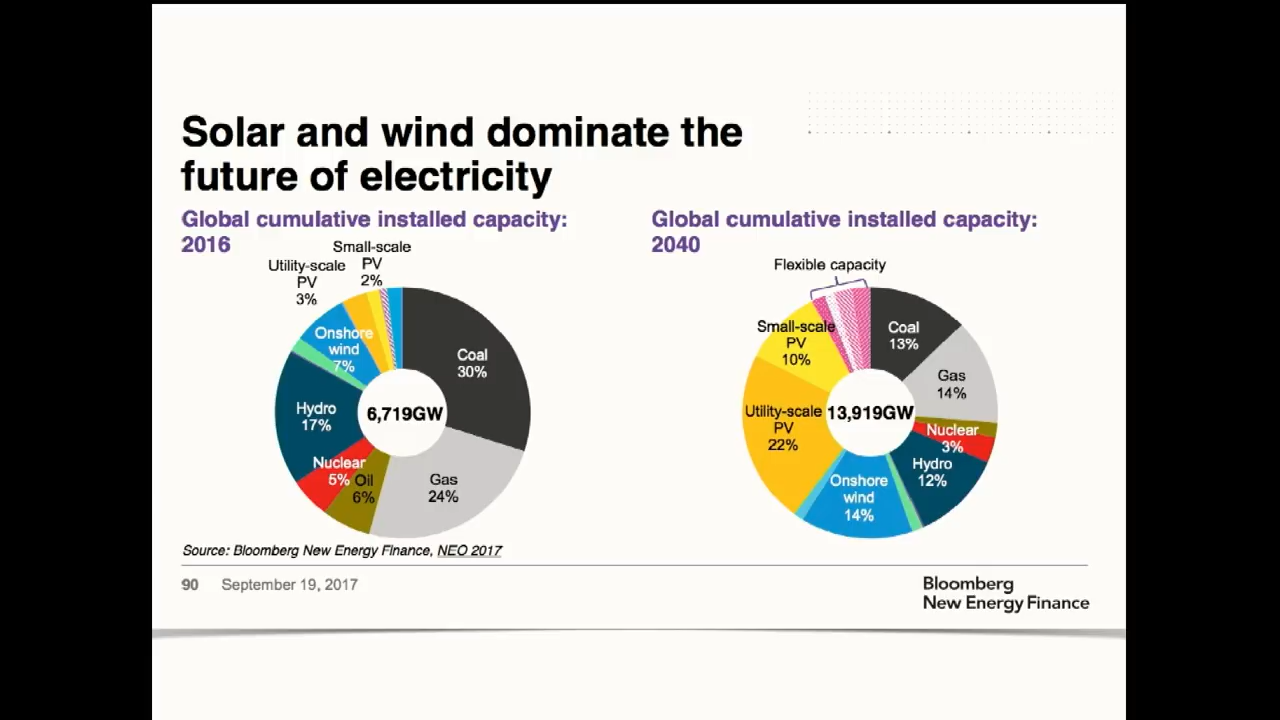 Solar and wind dominate the
future of electricity
Global cumulative installed capacity:
2016
Small-scale
PV
2%
Utility-scale
PV
3%
Onshore
wind
7%
Coal
30%
Hydro
17%
6,719GW
Nuclear
5%
Oil
6%
Gas
24%
Global cumulative installed capacity:
2040
Flexible capacity
Small-scale
PV
10%
Coal
13%
Gas
14%
Utility-scale
PV
22%
13,919GW
Nuclear
3%
Hydro
12%
Onshore
wind
14%
Source: Bloomberg New Energy Finance, NEO 2017
90 September 19, 2017
Bloomberg
New Energy Finance